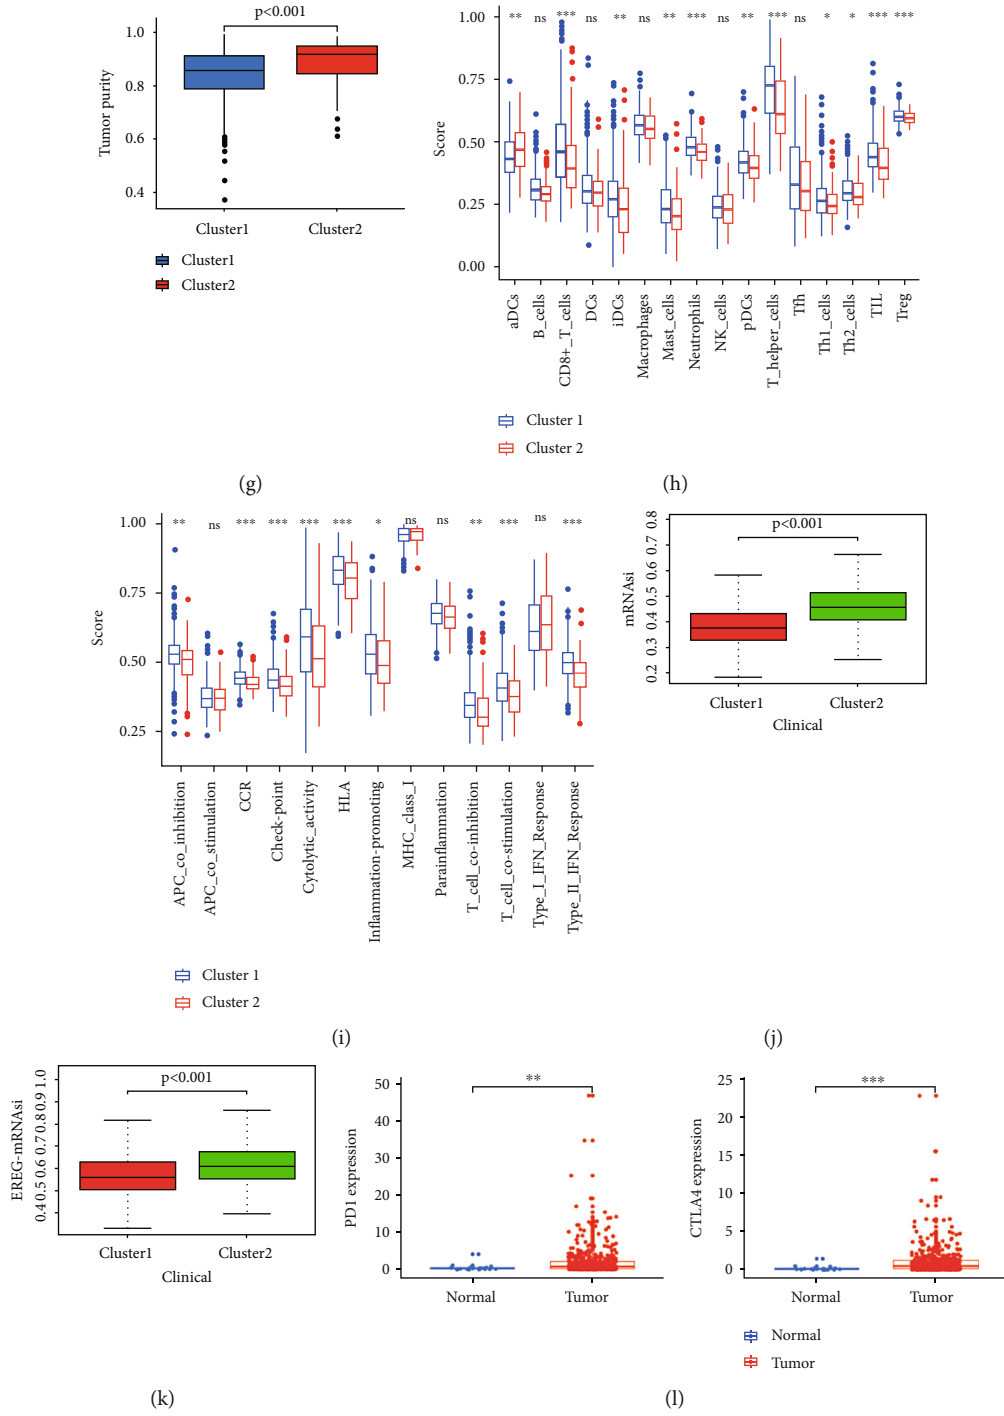 p<0.001
Tumor purity
1.0
0.8
0.6
0.4
Cluster1 Cluster2
Cluster1
Cluster2
(g)
** ns *** ns ** ns ** *** ns ** *** ns * * *** ***
Score
1.00
0.75
0.50
0.25
0.00
aDCs
B_cells
CD8+_T_cells
DCs
iDCs
Macrophages
Mast_cells
Neutrophils
NK_cells
pDCs
T_helper_cells
Tfh
Th1_cells
Th2_cells
TIL
Treg
Cluster 1
Cluster 2
(h)
** ns *** *** *** *** * ns ns ** *** ns ***
Score
1.00
0.75
0.50
0.25
APC_co_inhibition
APC_co_stimulation
CCR
Check-point
Cytolytic_activity
HLA
Inflammation-promoting
MHC_class_I
Parainflammation
T_cell_co-inhibition
T_cell_co-stimulation
Type_I_IFN_Response
Type_II_IFN_Response
Cluster 1
Cluster 2
(i)
p<0.001
mRNAsi
0.8
0.7
0.6
0.5
0.4
0.3
0.2
Cluster1 Cluster2
Clinical
(j)
p<0.001
EREG-mRNAsi
1.0
0.9
0.8
0.7
0.6
0.5
0.4
Cluster1 Cluster2
Clinical
(k)
**
PD1 expression
50
40
30
20
10
0
Normal Tumor
***
CTLA4 expression
25
20
15
10
5
0
Normal Tumor
Normal
Tumor
(l)